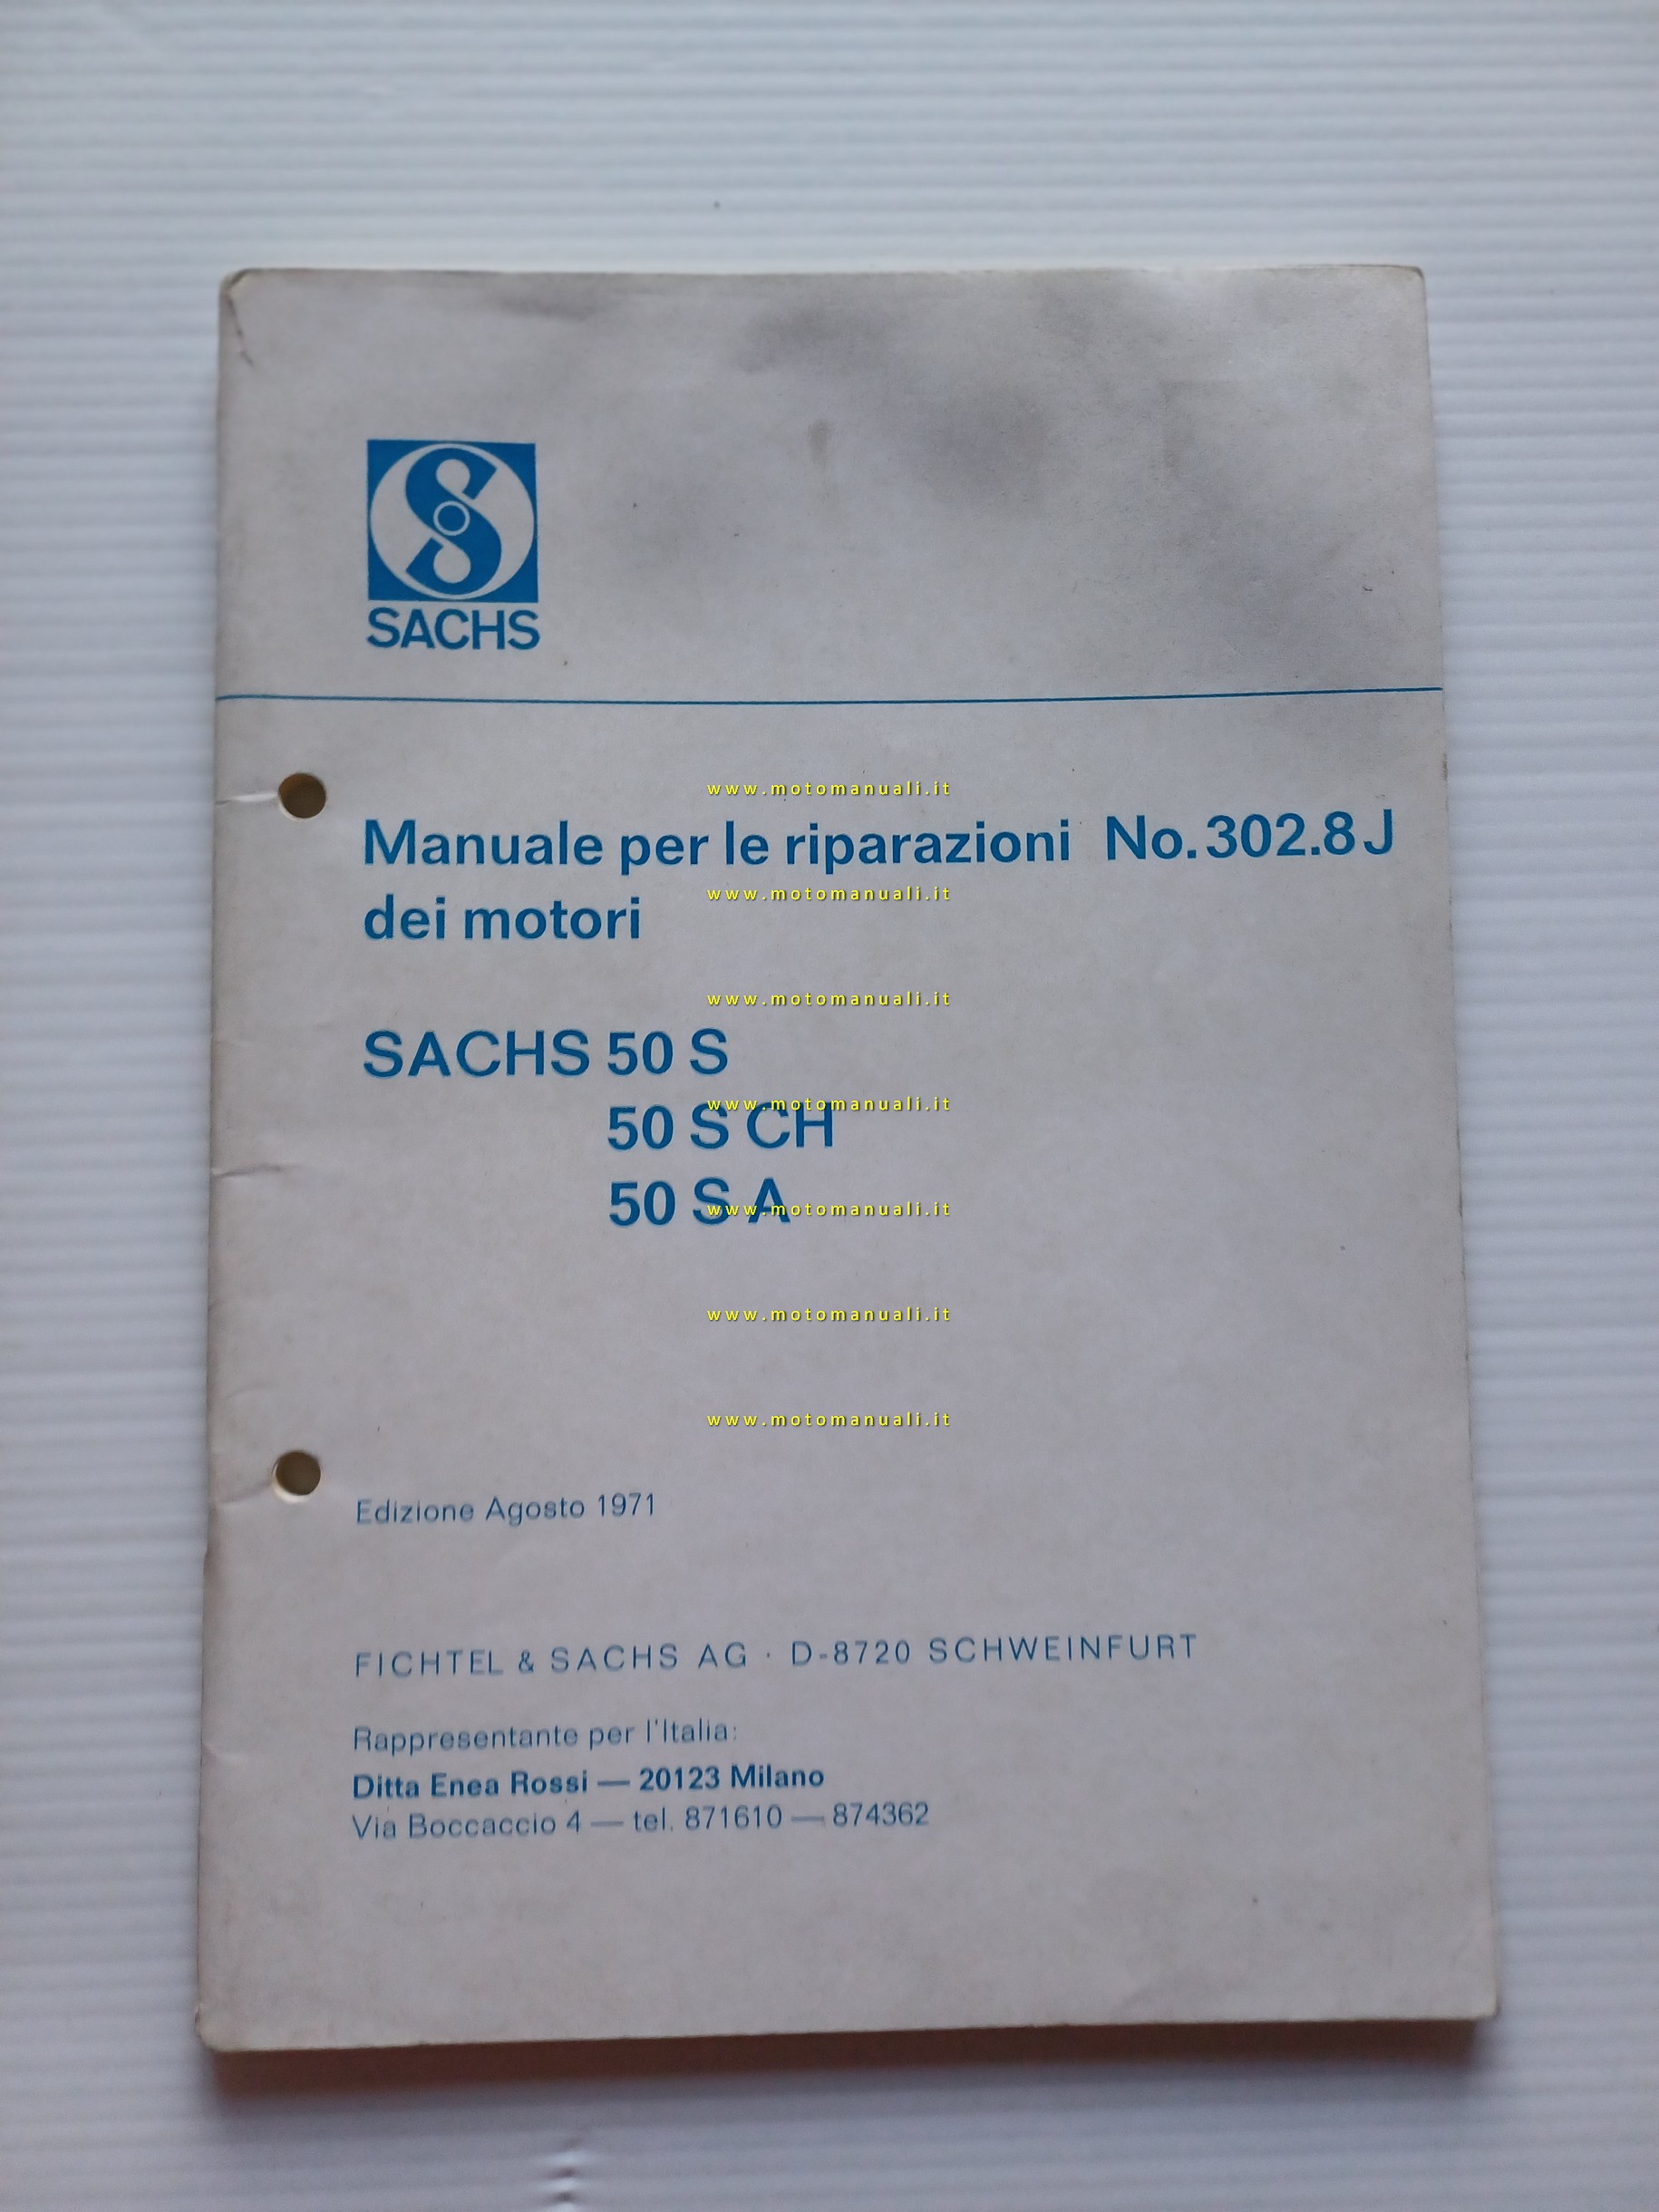 SACHS
www.motomanuali.it
Manuale per le riparazioni No. 302.8 J
www.motomanuali.it
dei motori
www.motomanuali.it
SACHS 50 S
www.motomanuali.it
50 S CH
50 S A
www.motomanuali.it
www.motomanuali.it
www.motomanuali.it
Edizione Agosto 1971
FICHTEL & SACHS AG · D-8720 SCHWEINFURT
Rappresentante per l'Italia:
Ditta Enea Rossi — 20123 Milano
Via Boccaccio 4 — tel. 871610 — 874362